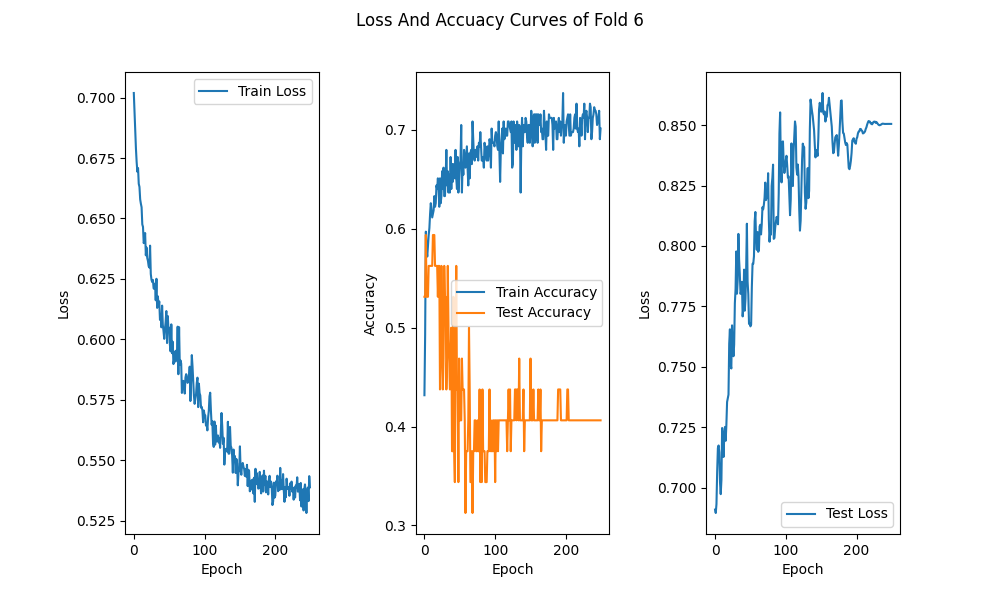 Loss And Accuacy Curves of Fold 6
0.700
0.675
0.650
0.625
0.600
0.575
0.550
0.525
Loss
0 100 200
Epoch
Train Loss
0.7
0.6
0.5
0.4
0.3
Accuracy
0 100 200
Epoch
Train Accuracy
Test Accuracy
0.850
0.825
0.800
0.775
0.750
0.725
0.700
Loss
0 100 200
Epoch
Test Loss